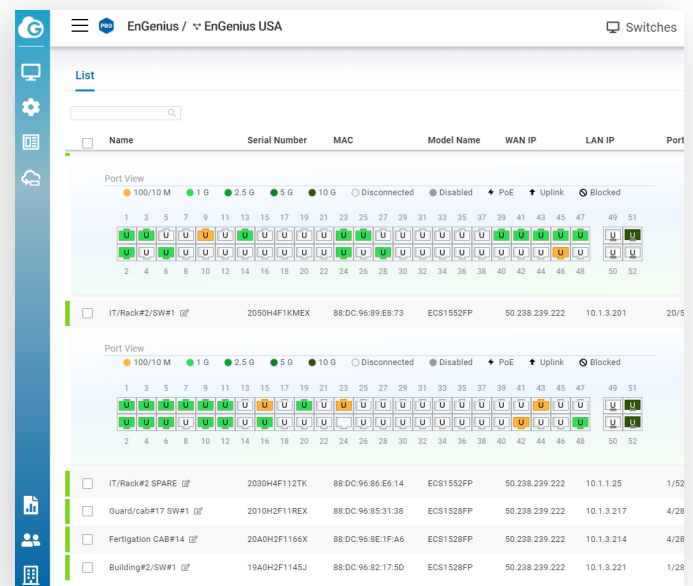 PRO EnGenius / EnGenius USA Switches
List
Name Serial Number MAC Model Name WAN IP LAN IP Port
Port View
100/10 M 1 G 2.5 G 5 G 10 G Disconnected Disabled PoE Uplink Blocked
1 3 5 7 9 11 13 15 17 19 21 23 25 27 29 31 33 35 37 39 41 43 45 47 49 51
U U U U U U U U U U U U U U U U U U U U U U U U U U
U U U U U U U U U U U U U U U U U U U U U U U U U U
2 4 6 8 10 12 14 16 18 20 22 24 26 28 30 32 34 36 38 40 42 44 46 48 50 52
IT/Rack#2/SW#1 2050H4F1KMEX 88:DC:96:89:E8:73 ECS1552FP 50.238.239.222 10.1.3.201 20/5
Port View
100/10 M 1 G 2.5 G 5 G 10 G Disconnected Disabled PoE Uplink Blocked
1 3 5 7 9 11 13 15 17 19 21 23 25 27 29 31 33 35 37 39 41 43 45 47 49 51
U U U U U U U U U U U U U U U U U U U U U U U U U U
U U U U U U U U U U U U U U U U U U U U U U U U U
2 4 6 8 10 12 14 16 18 20 22 24 26 28 30 32 34 36 38 40 42 44 46 48 50 52
IT/Rack#2 SPARE 2030H4F112TK 88:DC:96:86:E6:14 ECS1552FP 50.238.239.222 10.1.1.25 1/52
Guard/cab#17 SW#1 2010H2F11REX 88:DC:96:85:31:38 ECS1528FP 50.238.239.222 10.1.3.217 4/28
Fertigation CAB#14 20A0H2F1166X 88:DC:96:8E:1F:A6 ECS1528FP 50.238.239.222 10.1.3.214 4/28
Building#2/SW#1 19A0H2F1145J 88:DC:96:82:17:5D ECS1528FP 50.238.239.222 10.1.3.221 1/28